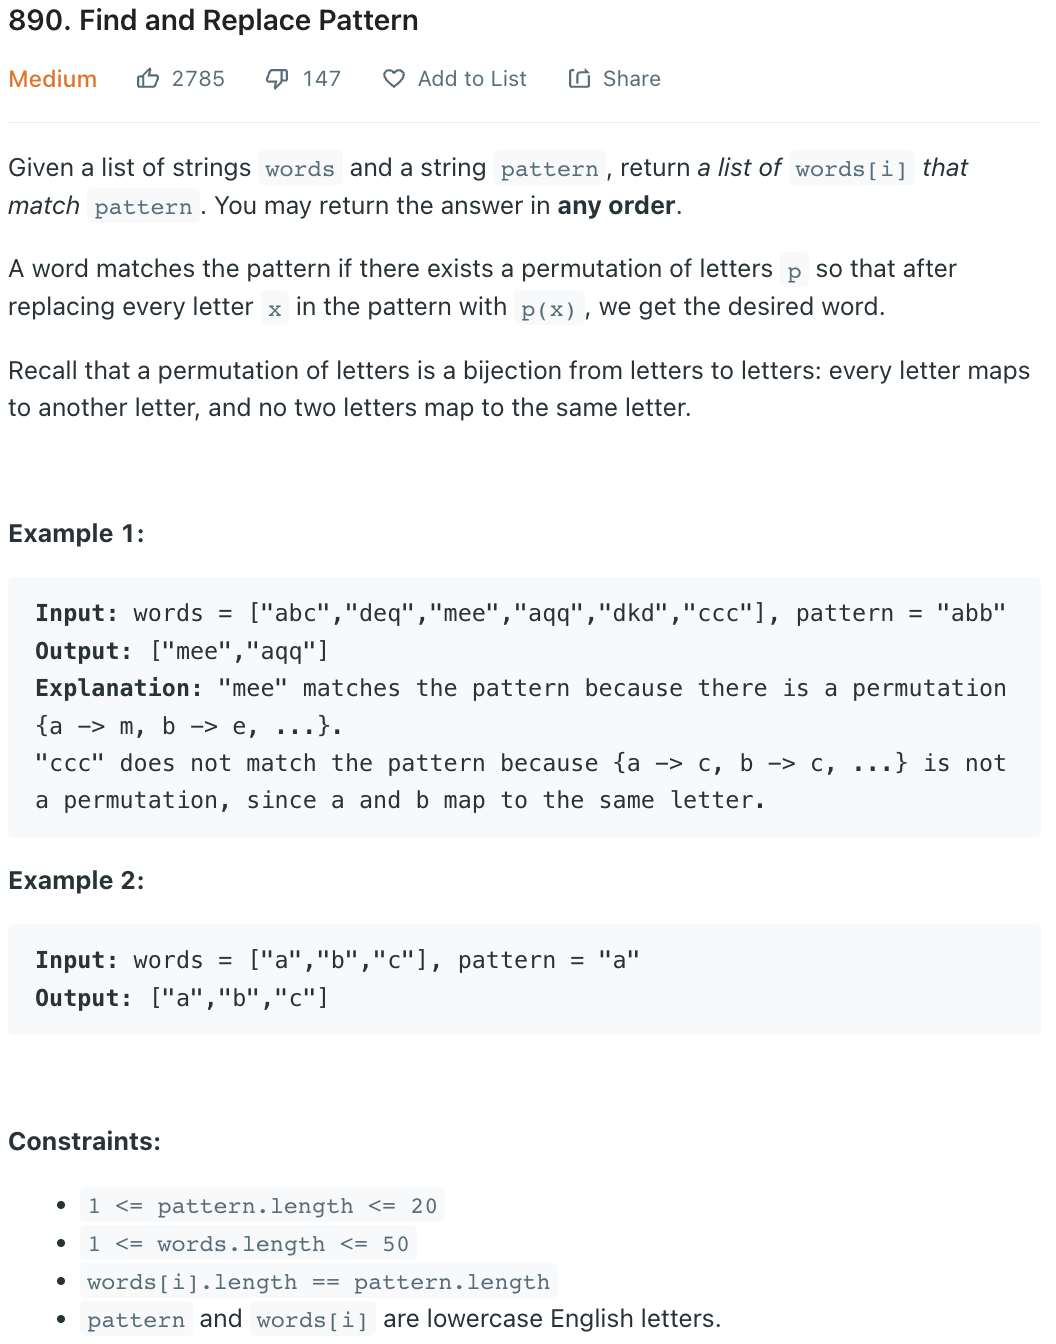 890. Find and Replace Pattern
Medium 2785 147 Add to List Share
Given a list of strings words and a string pattern, return a list of words[i] that
match pattern. You may return the answer in any order.
A word matches the pattern if there exists a permutation of letters p so that after
replacing every letter x in the pattern with p(x), we get the desired word.
Recall that a permutation of letters is a bijection from letters to letters: every letter maps
to another letter, and no two letters map to the same letter.
Example 1:
Input: words = ["abc","deq","mee","aqq","dkd","ccc"], pattern = "abb"
Output: ["mee","aqq"]
Explanation: "mee" matches the pattern because there is a permutation
{a -> m, b -> e, ...}.
"ccc" does not match the pattern because {a -> c, b -> c, ...} is not
a permutation, since a and b map to the same letter.
Example 2:
Input: words = ["a","b","c"], pattern = "a"
Output: ["a","b","c"]
Constraints:
• 1 <= pattern.length <= 20
• 1 <= words.length <= 50
• words[i].length == pattern.length
• pattern and words[i] are lowercase English letters.